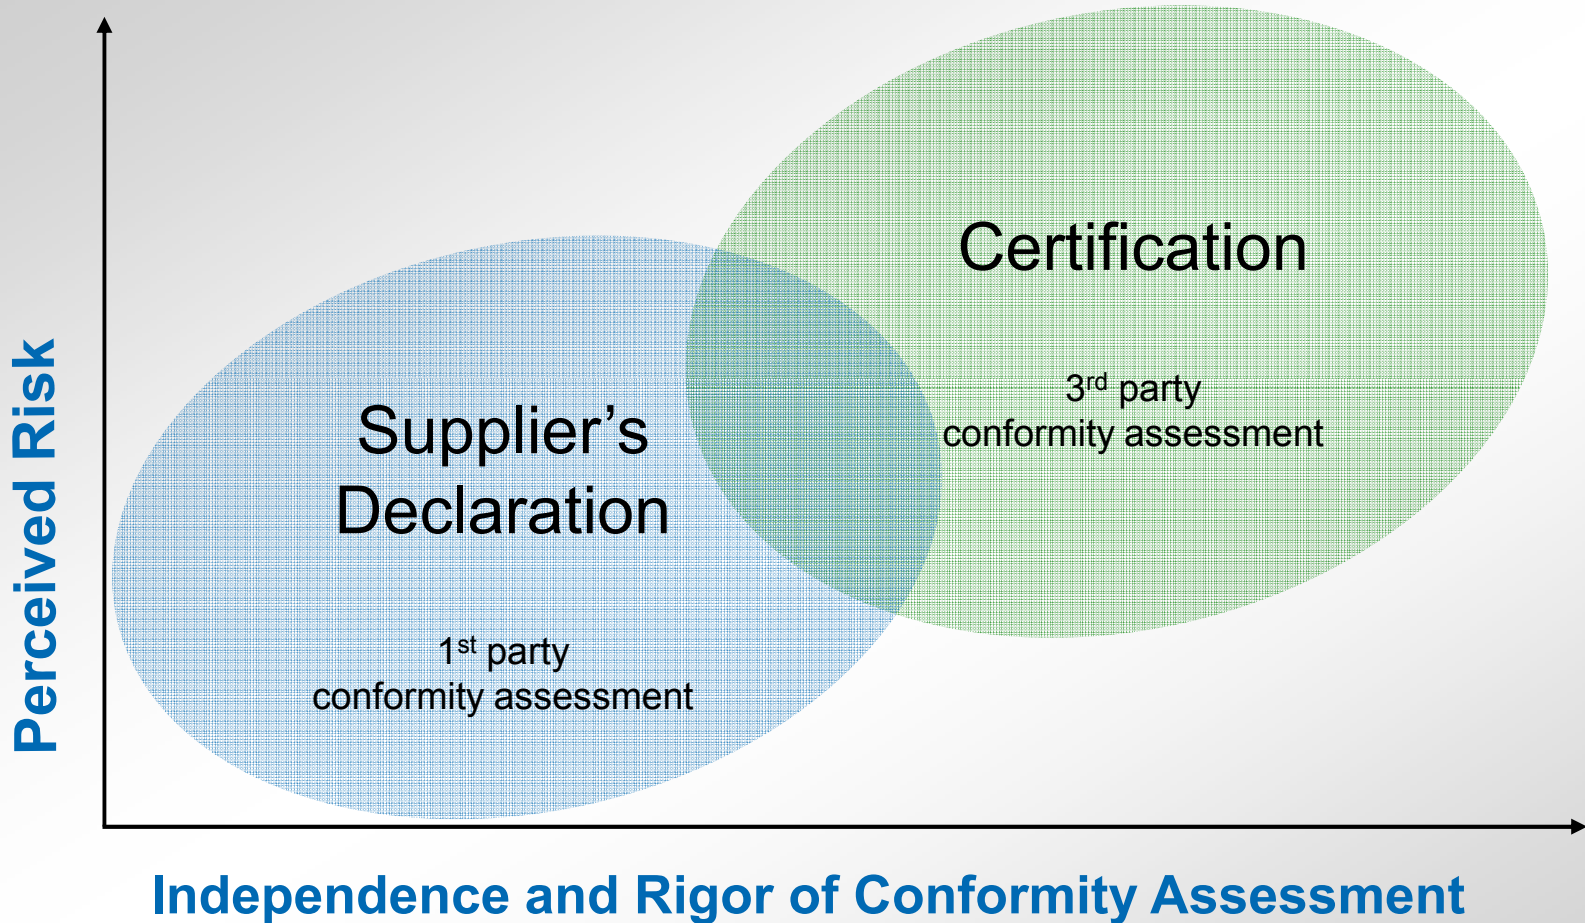 Perceived Risk
Certification
3rd party
conformity assessment
Supplier’s
Declaration
1st party
conformity assessment
Independence and Rigor of Conformity Assessment